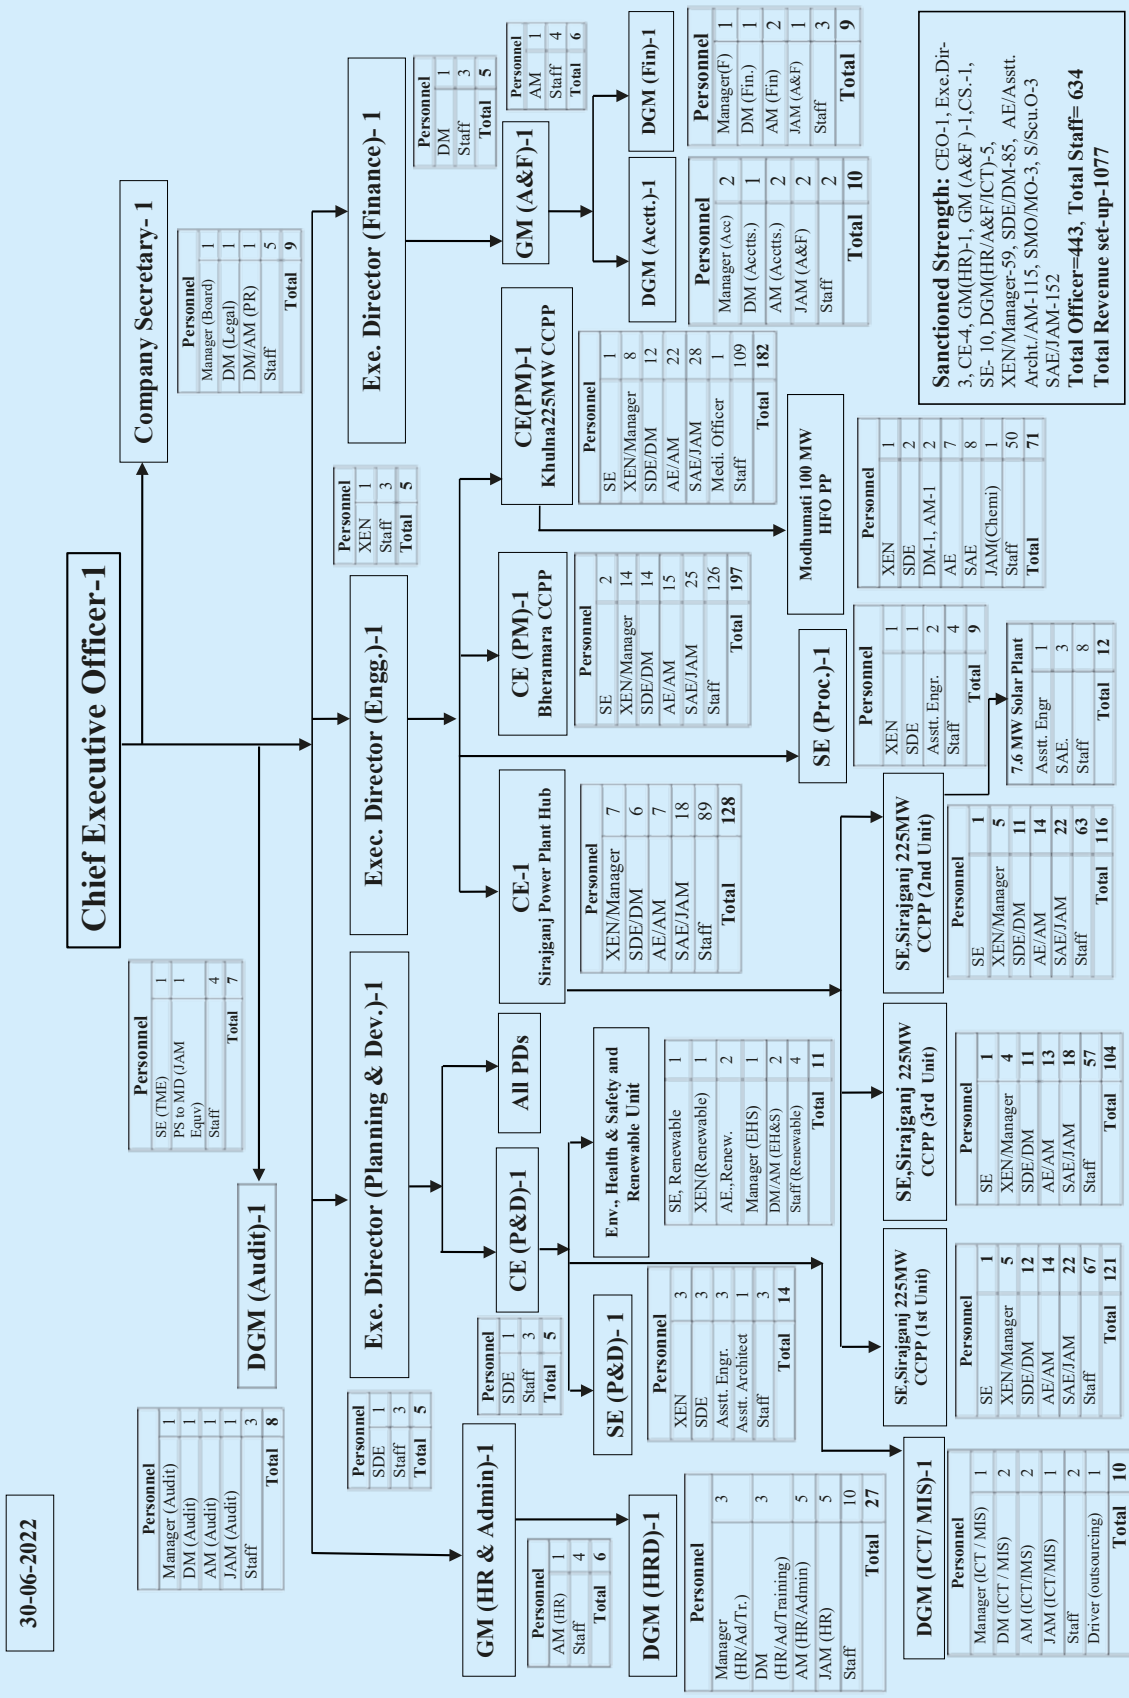 30-06-2022
Chief Executive Officer-1
Personnel
SE (TME) 1
PS to MD (JAM 1
Equv)
Staff 4
Total 7
Company Secretary- 1
Personnel
Manager (Board) 1
DM (Legal) 1
DM/AM (PR) 1
Staff 5
Total 9
DGM (Audit)-1
Personnel
Manager (Audit) 1
DM (Audit) 1
AM (Audit) 1
JAM (Audit) 1
Staff 3
Total 8
GM (HR & Admin)-1
Personnel
AM (HR) 1
Staff 4
Total 6
DGM (HRD)-1
Personnel
Manager 3
(HR/Ad/Tr.)
DM 3
(HR/Ad/Training)
AM (HR/Admin) 5
JAM (HR) 5
Staff 10
Total 27
Exe. Director (Planning & Dev.)-1
Personnel
SDE 1
Staff 3
Total 5
CE (P&D)-1
All PDs
Personnel
SDE 1
Staff 3
Total 5
SE (P&D)- 1
Personnel
XEN 3
SDE 3
Asstt. Engr. 3
Asstt. Architect 1
Staff 3
Total 14
Env., Health & Safety and
Renewable Unit
SE, Renewable 1
XEN(Renewable) 1
AE.,Renew. 2
Manager (EHS) 1
DM/AM (EH&S) 2
Staff (Renewable) 4
Total 11
DGM (ICT/ MIS)-1
Personnel
Manager (ICT / MIS) 1
DM (ICT / MIS) 2
AM (ICT/IMS) 2
JAM (ICT/MIS) 1
Staff 2
Driver (outsourcing) 1
Total 10
Exec. Director (Engg.)-1
Personnel
XEN 1
Staff 3
Total 5
CE-1
Sirajganj Power Plant Hub
Personnel
XEN/Manager 7
SDE/DM 6
AE/AM 7
SAE/JAM 18
Staff 89
Total 128
SE,Sirajganj 225MW
CCPP (1st Unit)
Personnel
SE 1
XEN/Manager 5
SDE/DM 12
AE/AM 14
SAE/JAM 22
Staff 67
Total 121
SE,Sirajganj 225MW
CCPP (3rd Unit)
Personnel
SE 1
XEN/Manager 4
SDE/DM 11
AE/AM 13
SAE/JAM 18
Staff 57
Total 104
SE,Sirajganj 225MW
CCPP (2nd Unit)
Personnel
SE 1
XEN/Manager 5
SDE/DM 11
AE/AM 14
SAE/JAM 22
Staff 63
Total 116
7.6 MW Solar Plant
Asstt. Engr 1
SAE. 3
Staff 8
Total 12
SE (Proc.)-1
Personnel
XEN 1
SDE 1
Asstt. Engr. 2
Staff 4
Total 9
CE (PM)-1
Bheramara CCPP
Personnel
SE 2
XEN/Manager 14
SDE/DM 14
AE/AM 15
SAE/JAM 25
Staff 126
Total 197
CE(PM)-1
Khulna225MW CCPP
Personnel
SE 1
XEN/Manager 8
SDE/DM 12
AE/AM 22
SAE/JAM 28
Medi. Officer 1
Staff 109
Total 182
Modhumati 100 MW
HFO PP
Personnel
XEN 1
SDE 2
DM-1, AM-1 2
AE 7
SAE 8
JAM(Chemi) 1
Staff 50
Total 71
Exe. Director (Finance)- 1
Personnel
DM 1
Staff 3
Total 5
GM (A&F)-1
Personnel
AM 1
Staff 4
Total 6
DGM (Acctt.)-1
Personnel
Manager (Acc) 2
DM (Acctts.) 1
AM (Acctts.) 2
JAM (A&F) 2
Staff 2
Total 10
DGM (Fin)-1
Personnel
Manager(F) 1
DM (Fin.) 1
AM (Fin) 2
JAM (A&F) 1
Staff 3
Total 9
Sanctioned Strength: CEO-1, Exe.Dir-
3, CE-4, GM(HR)-1, GM (A&F )-1,CS.-1,
SE- 10, DGM(HR/A&F/ICT)-5,
XEN/Manager-59, SDE/DM-85, AE/Asstt.
Archt./AM-115, SMO/MO-3, S/Scu.O-3
SAE/JAM-152
Total Officer=443, Total Staff= 634
Total Revenue set-up-1077